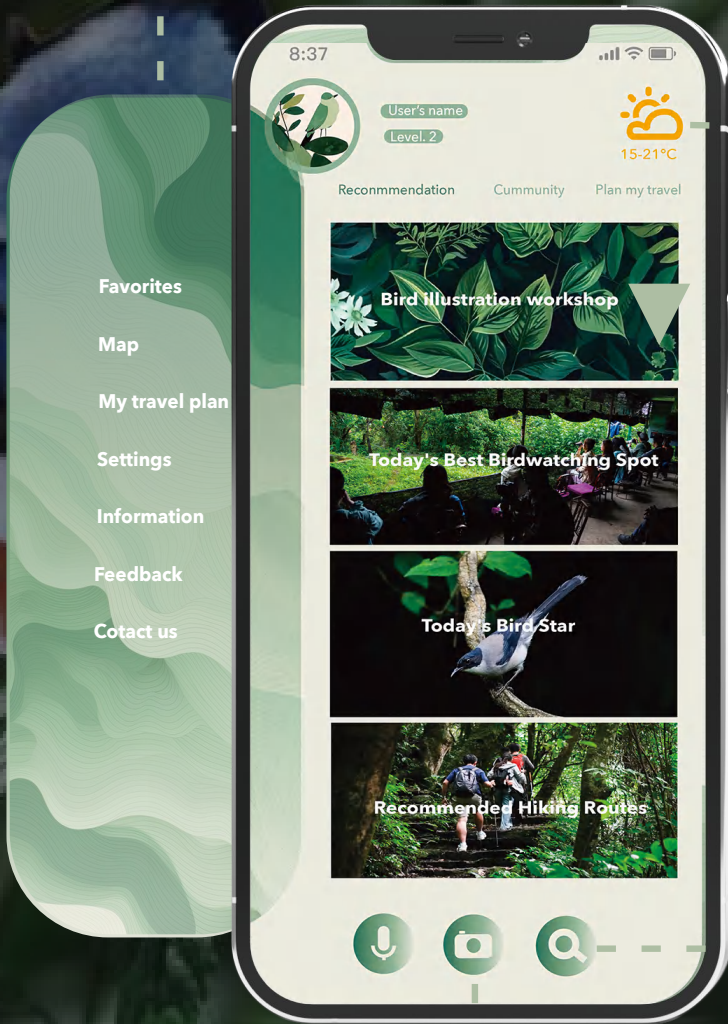 8:37
User's name
Level. 2
15-21°C
Reconmmendation Cummunity Plan my travel
Bird illustration workshop
Today's Best Birdwatching Spot
Today's Bird Star
Recommended Hiking Routes
Favorites
Map
My travel plan
Settings
Information
Feedback
Cotact us